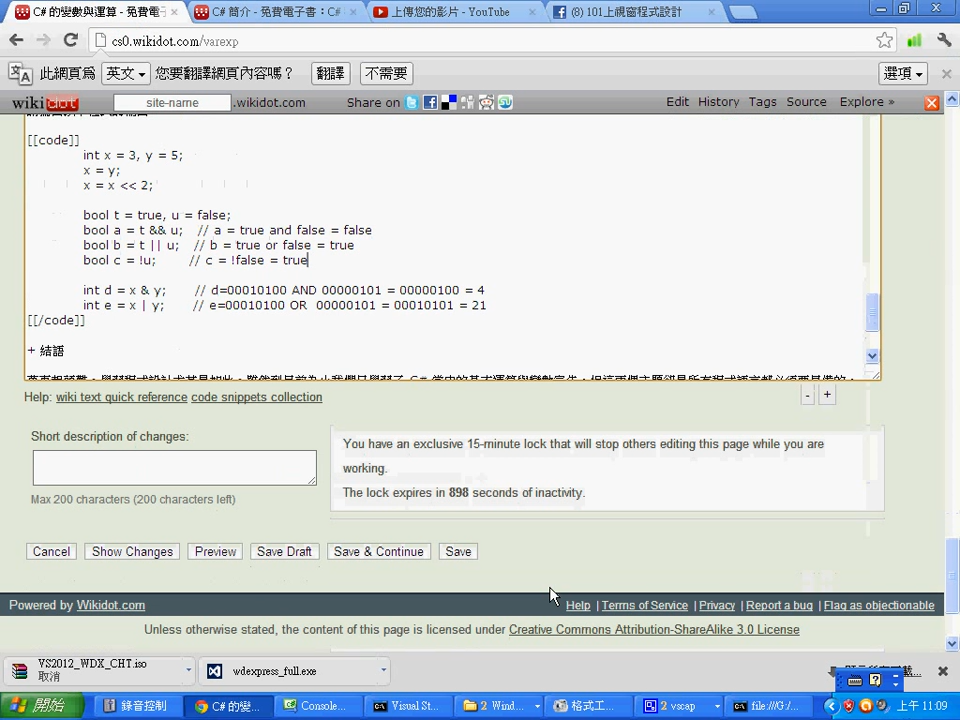 C# 的變數與運算 - 免費電子
C# 簡介 - 免費電子書：C#
上傳您的影片 - YouTube
(8) 101上視窗程式設計
cs0.wikidot.com/varexp
此網頁為 英文 您要翻譯網頁內容嗎？ 翻譯 不需要 選項
wikidot site-name .wikidot.com Share on Edit History Tags Source Explore »
[[code]]
int x = 3, y = 5;
x = y;
x = x << 2;
bool t = true, u = false;
bool a = t && u; // a = true and false = false
bool b = t || u; // b = true or false = true
bool c = !u; // c = !false = true
int d = x & y; // d=00010100 AND 00000101 = 00000100 = 4
int e = x | y; // e=00010100 OR 00000101 = 00010101 = 21
[[/code]]
+ 結語
Help: wiki text quick reference code snippets collection
- +
Short description of changes:
Max 200 characters (200 characters left)
You have an exclusive 15-minute lock that will stop others editing this page while you are
working.
The lock expires in 898 seconds of inactivity.
Cancel Show Changes Preview Save Draft Save & Continue Save
Powered by Wikidot.com
Help | Terms of Service | Privacy | Report a bug | Flag as objectionable
Unless otherwise stated, the content of this page is licensed under Creative Commons Attribution-ShareAlike 3.0 License
VS2012_WDX_CHT.iso
取消
wdexpress_full.exe
開始 錄音控制 C# 的變... Console... Visual St... 2 Wind... 格式工... 2 vscap file:///G:/... 上午 11:09